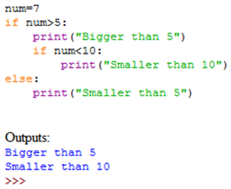 num=7
if num>5:
    print("Bigger than 5")
    if num<10:
        print("Smaller than 10")
else:
    print("Smaller than 5")
Outputs:
Bigger than 5
Smaller than 10
>>>